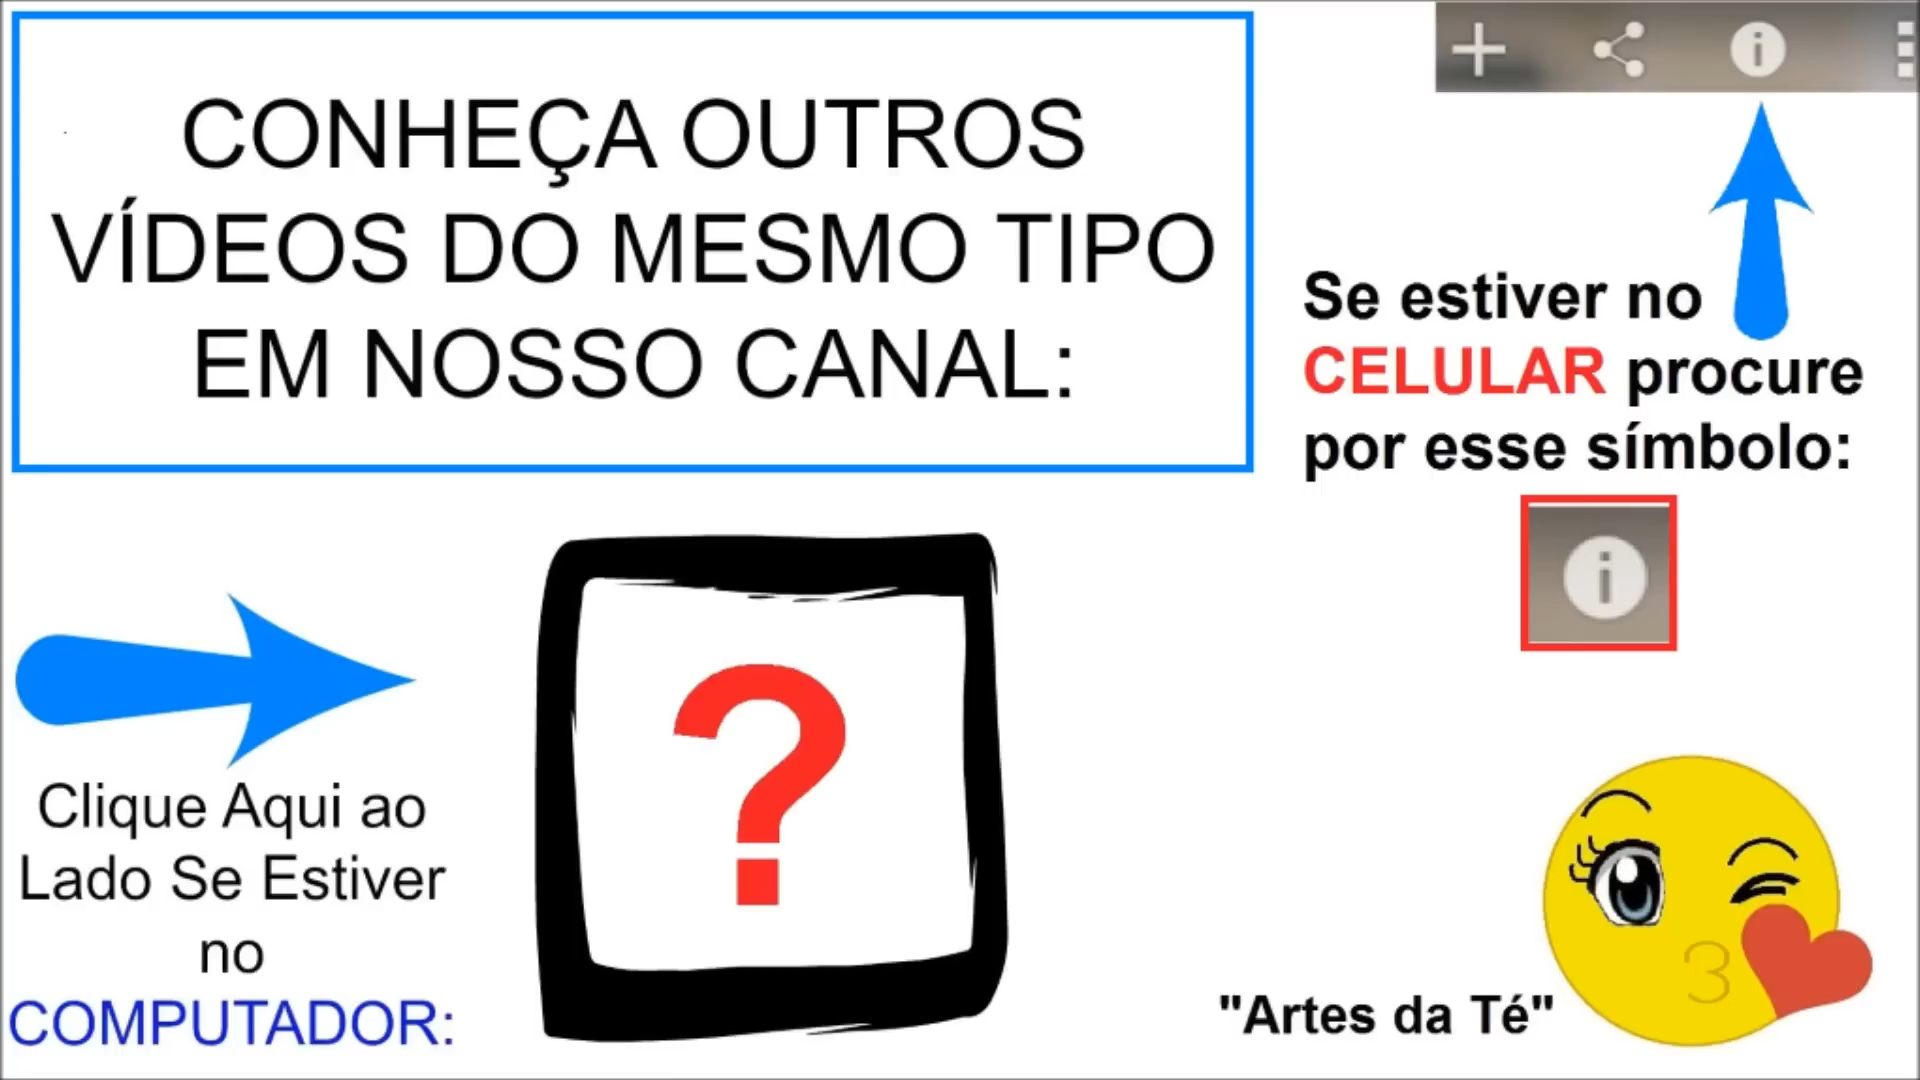 CONHEÇA OUTROS
VÍDEOS DO MESMO TIPO
EM NOSSO CANAL:
Se estiver no
CELULAR procure
por esse símbolo:
i
i
?
Clique Aqui ao
Lado Se Estiver
no
COMPUTADOR:
"Artes da Té"
3